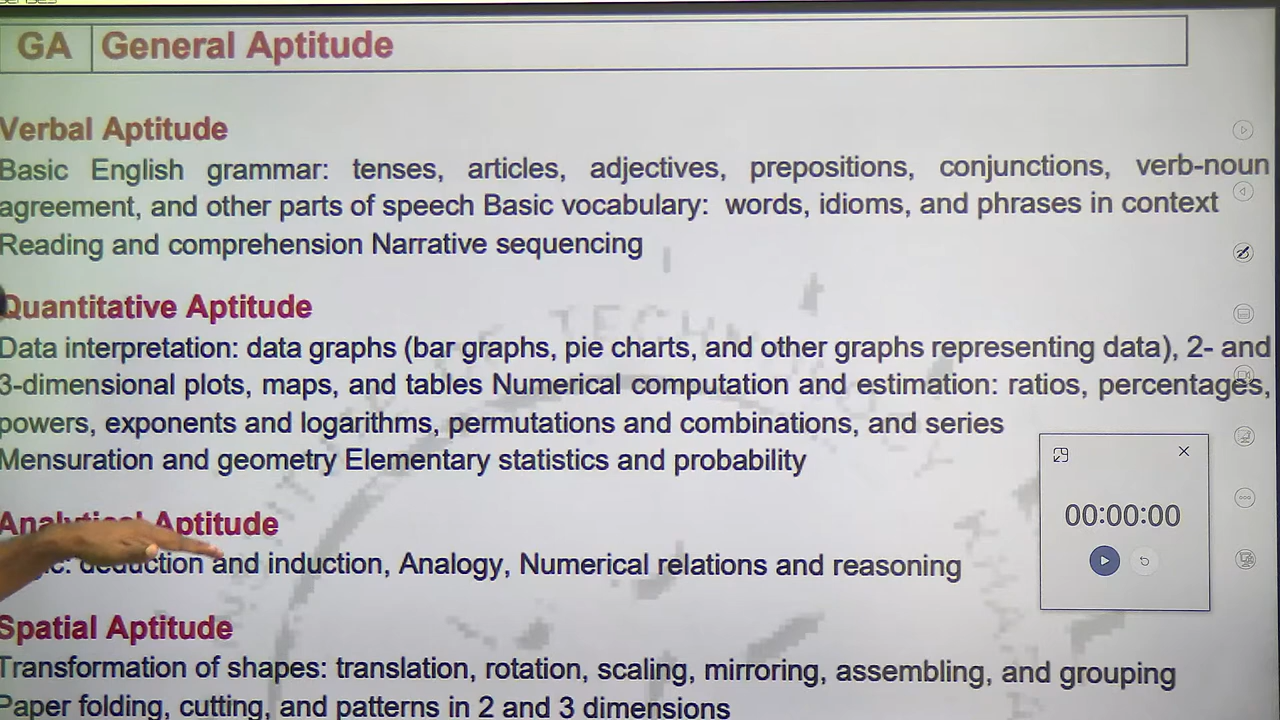 GA General Aptitude
Verbal Aptitude
Basic English grammar: tenses, articles, adjectives, prepositions, conjunctions, verb-noun
agreement, and other parts of speech Basic vocabulary: words, idioms, and phrases in context
Reading and comprehension Narrative sequencing
Quantitative Aptitude
Data interpretation: data graphs (bar graphs, pie charts, and other graphs representing data), 2- and
3-dimensional plots, maps, and tables Numerical computation and estimation: ratios, percentages,
powers, exponents and logarithms, permutations and combinations, and series
Mensuration and geometry Elementary statistics and probability
00:00:00
Analytical Aptitude
deduction and induction, Analogy, Numerical relations and reasoning
Spatial Aptitude
Transformation of shapes: translation, rotation, scaling, mirroring, assembling, and grouping
Paper folding, cutting, and patterns in 2 and 3 dimensions